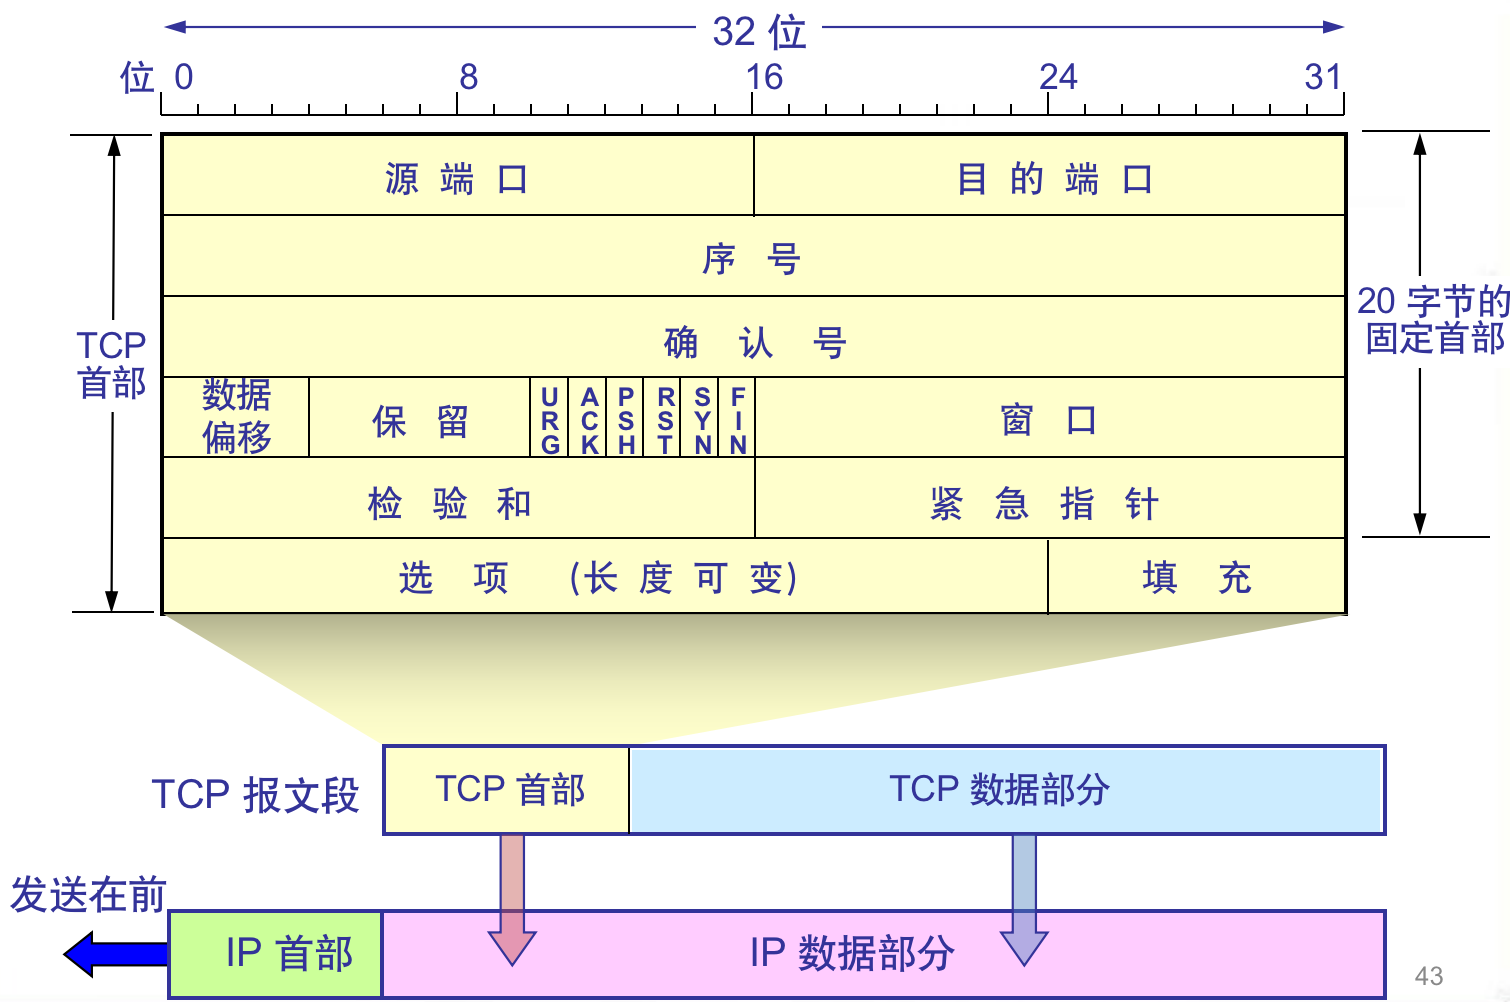 32 位
位 0 8 16 24 31
源 端 口 目 的 端 口
序 号
确 认 号
数据
偏移
保 留
URG
ACK
PSH
RST
SYN
FIN
窗 口
检 验 和 紧 急 指 针
选 项 (长 度 可 变) 填 充
TCP
首部
20 字节的
固定首部
TCP 报文段
TCP 首部 TCP 数据部分
发送在前
IP 首部 IP 数据部分
43